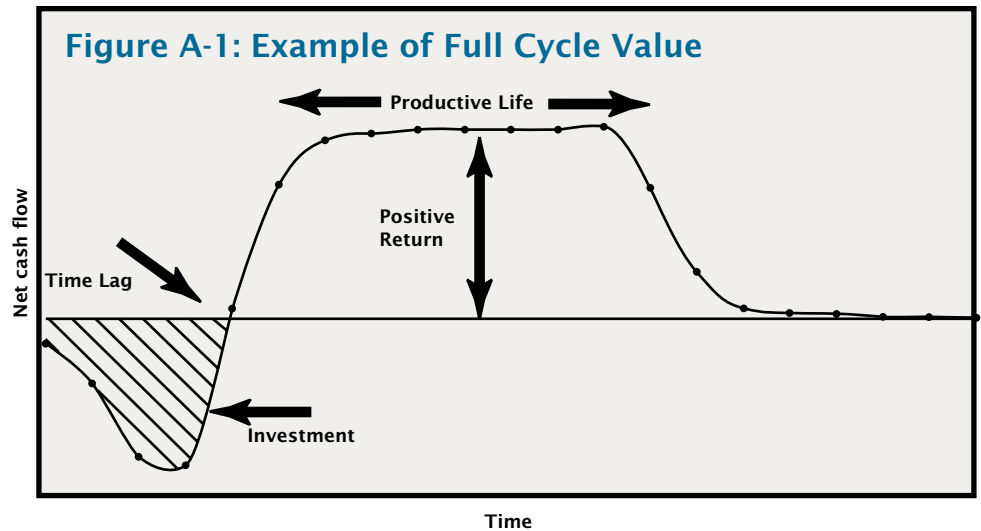 Figure A-1: Example of Full Cycle Value
Productive Life
Positive
Return
Time Lag
Investment
Net cash flow
Time